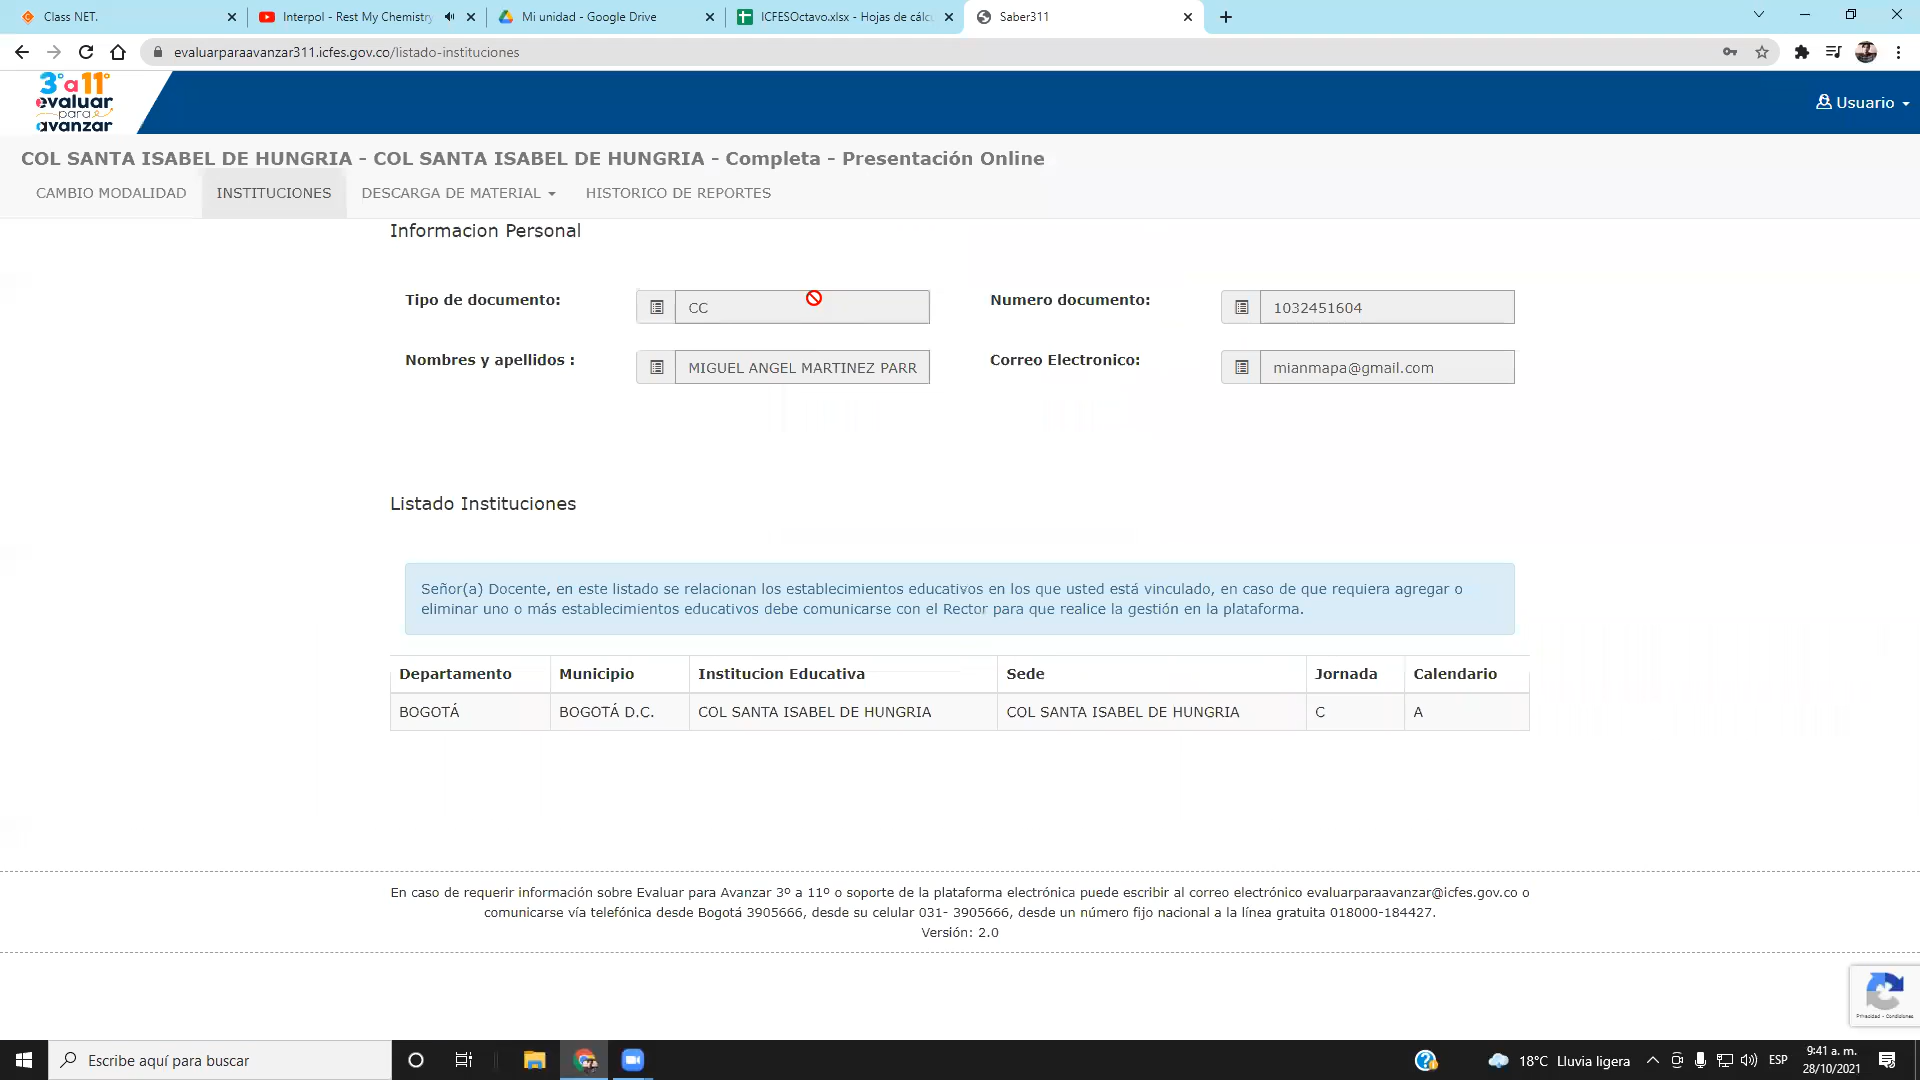 Class NET.
Interpol - Rest My Chemistry
Mi unidad - Google Drive
ICFESOctavo.xlsx - Hojas de cálc
Saber311
evaluarparaavanzar311.icfes.gov.co/listado-instituciones
3° a 11°
evaluar
para
avanzar
Usuario
COL SANTA ISABEL DE HUNGRIA - COL SANTA ISABEL DE HUNGRIA - Completa - Presentación Online
CAMBIO MODALIDAD INSTITUCIONES DESCARGA DE MATERIAL HISTORICO DE REPORTES
Informacion Personal
Tipo de documento: CC Numero documento: 1032451604
Nombres y apellidos : MIGUEL ANGEL MARTINEZ PARR Correo Electronico: mianmapa@gmail.com
Listado Instituciones
Señor(a) Docente, en este listado se relacionan los establecimientos educativos en los que usted está vinculado, en caso de que requiera agregar o
eliminar uno o más establecimientos educativos debe comunicarse con el Rector para que realice la gestión en la plataforma.
Departamento Municipio Institucion Educativa Sede Jornada Calendario
BOGOTÁ BOGOTÁ D.C. COL SANTA ISABEL DE HUNGRIA COL SANTA ISABEL DE HUNGRIA C A
En caso de requerir información sobre Evaluar para Avanzar 3º a 11º o soporte de la plataforma electrónica puede escribir al correo electrónico evaluarparaavanzar@icfes.gov.co o
comunicarse vía telefónica desde Bogotá 3905666, desde su celular 031- 3905666, desde un número fijo nacional a la línea gratuita 018000-184427.
Versión: 2.0
Privacidad - Condiciones
Escribe aquí para buscar
18°C Lluvia ligera
ESP
9:41 a. m.
28/10/2021